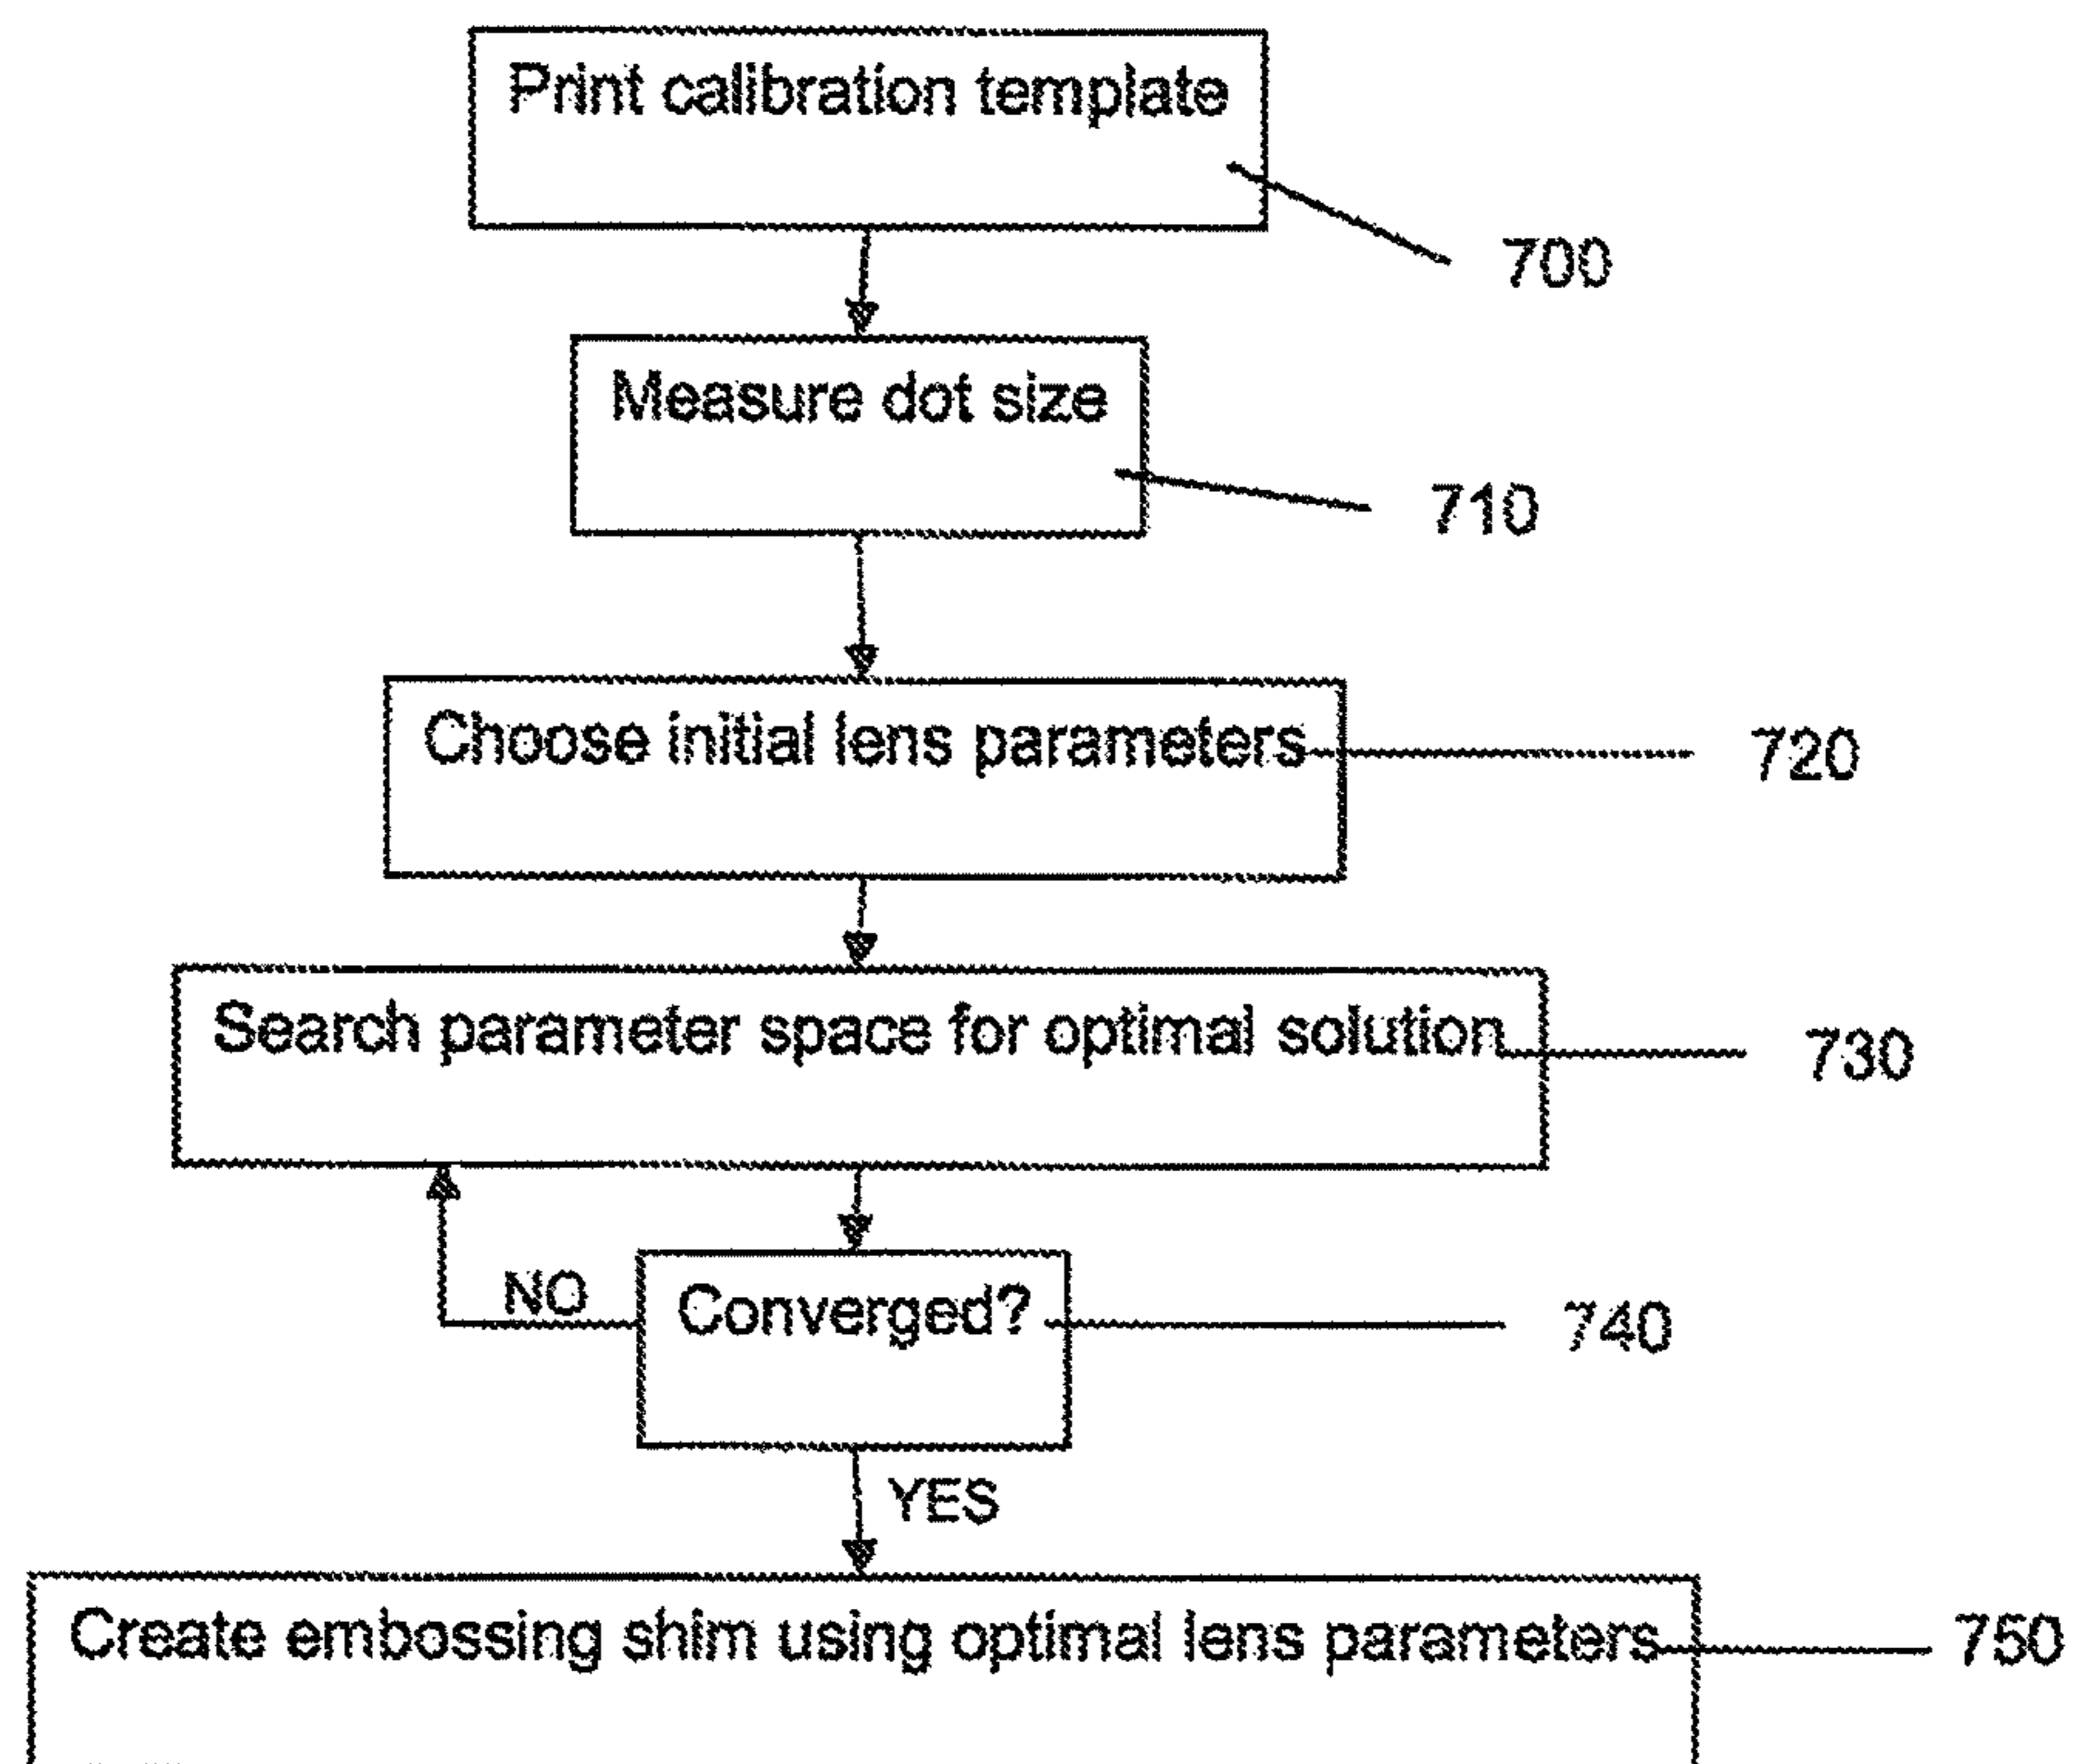 Print calibration template
700
Measure dot size
710
Choose initial lens parameters
720
Search parameter space for optimal solution
730
NO
Converged?
740
YES
Create embossing shim using optimal lens parameters
750